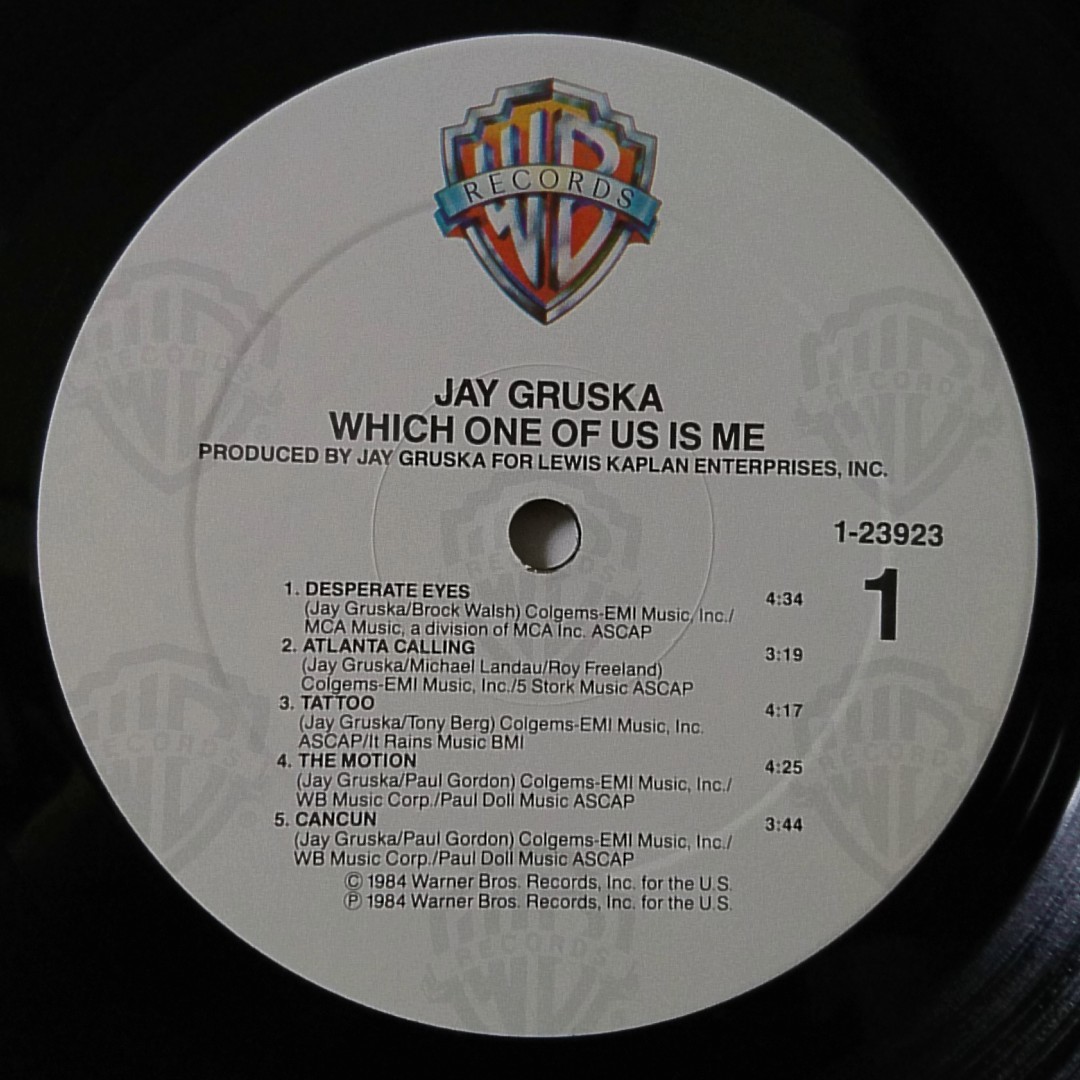 WB
RECORDS
JAY GRUSKA
WHICH ONE OF US IS ME
PRODUCED BY JAY GRUSKA FOR LEWIS KAPLAN ENTERPRISES, INC.
1-23923
1
1. DESPERATE EYES 4:34
(Jay Gruska/Brock Walsh) Colgems-EMI Music, Inc./
MCA Music, a division of MCA Inc. ASCAP
2. ATLANTA CALLING 3:19
(Jay Gruska/Michael Landau/Roy Freeland)
Colgems-EMI Music, Inc./5 Stork Music ASCAP
3. TATTOO 4:17
(Jay Gruska/Tony Berg) Colgems-EMI Music, Inc.
ASCAP/It Rains Music BMI
4. THE MOTION 4:25
(Jay Gruska/Paul Gordon) Colgems-EMI Music, Inc./
WB Music Corp./Paul Doll Music ASCAP
5. CANCUN 3:44
(Jay Gruska/Paul Gordon) Colgems-EMI Music, Inc./
WB Music Corp./Paul Doll Music ASCAP
© 1984 Warner Bros. Records, Inc. for the U.S.
℗ 1984 Warner Bros. Records, Inc. for the U.S.